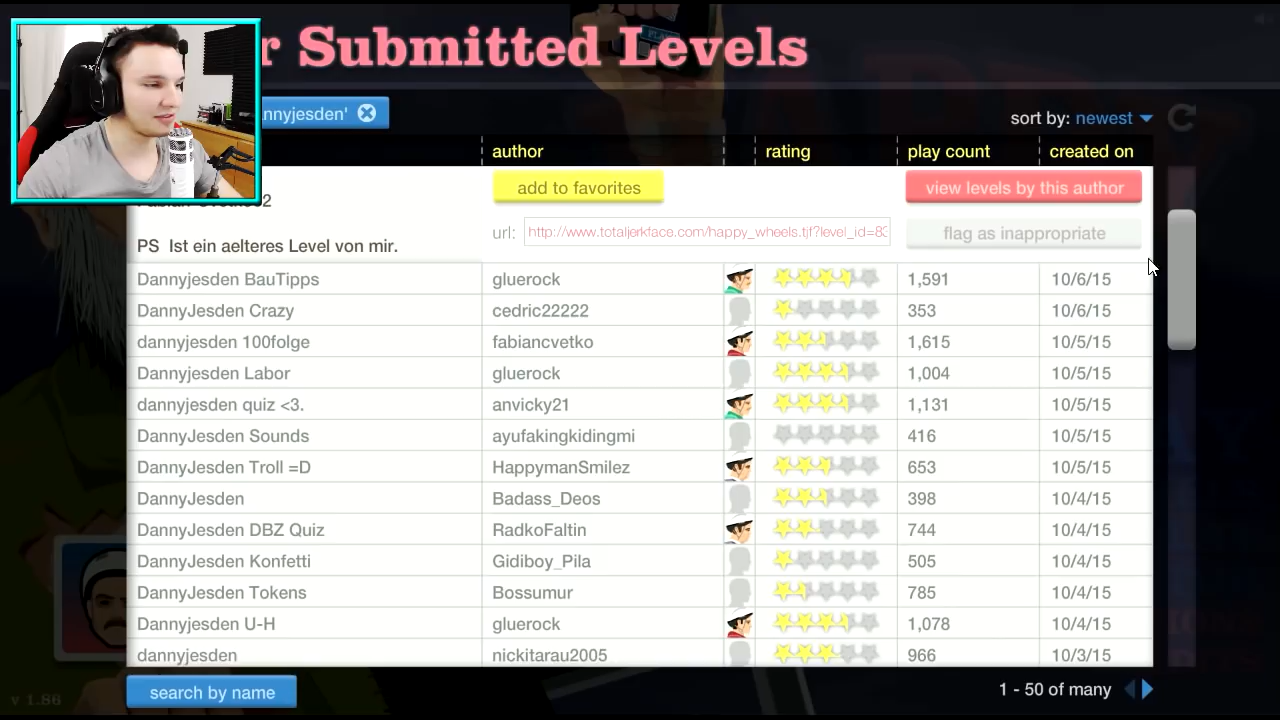 r Submitted Levels
annyjesden'
sort by: newest
author rating play count created on
add to favorites view levels by this author
PS Ist ein aelteres Level von mir.
url: http://www.totaljerkface.com/happy_wheels.tjf?level_id=83
flag as inappropriate
Dannyjesden BauTipps gluerock 1,591 10/6/15
DannyJesden Crazy cedric22222 353 10/6/15
dannyjesden 100folge fabiancvetko 1,615 10/5/15
Dannyjesden Labor gluerock 1,004 10/5/15
dannyjesden quiz <3. anvicky21 1,131 10/5/15
DannyJesden Sounds ayufakingkidingmi 416 10/5/15
DannyJesden Troll =D HappymanSmilez 653 10/5/15
DannyJesden Badass_Deos 398 10/4/15
DannyJesden DBZ Quiz RadkoFaltin 744 10/4/15
DannyJesden Konfetti Gidiboy_Pila 505 10/4/15
DannyJesden Tokens Bossumur 785 10/4/15
Dannyjesden U-H gluerock 1,078 10/4/15
dannyjesden nickitarau2005 966 10/3/15
search by name 1 - 50 of many
v 1.86